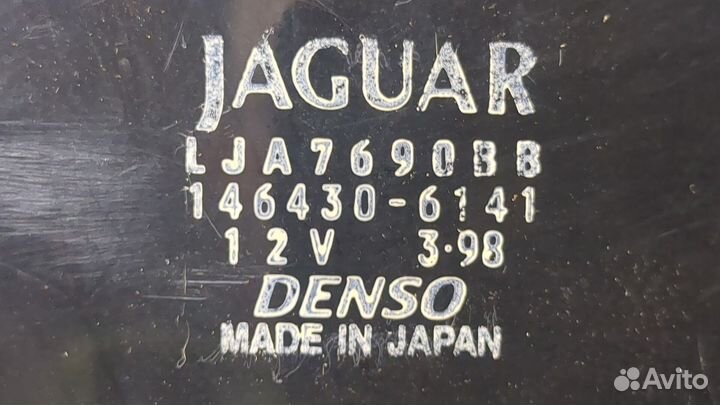 JAGUAR
LJA7690BB
146430-6141
12V 3·98
DENSO
MADE IN JAPAN
Avito